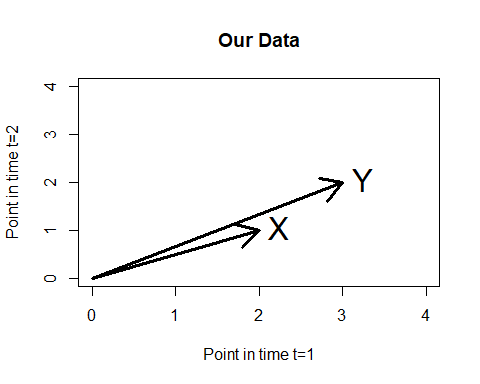 Our Data
Point in time t=2
4
3
2
1
0
Y
X
0 1 2 3 4
Point in time t=1